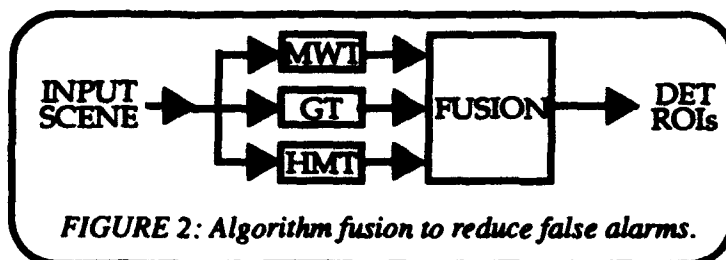 MWT
INPUT
SCENE
GT
FUSION
DET
ROIs
HMT
FIGURE 2: Algorithm fusion to reduce false alarms.